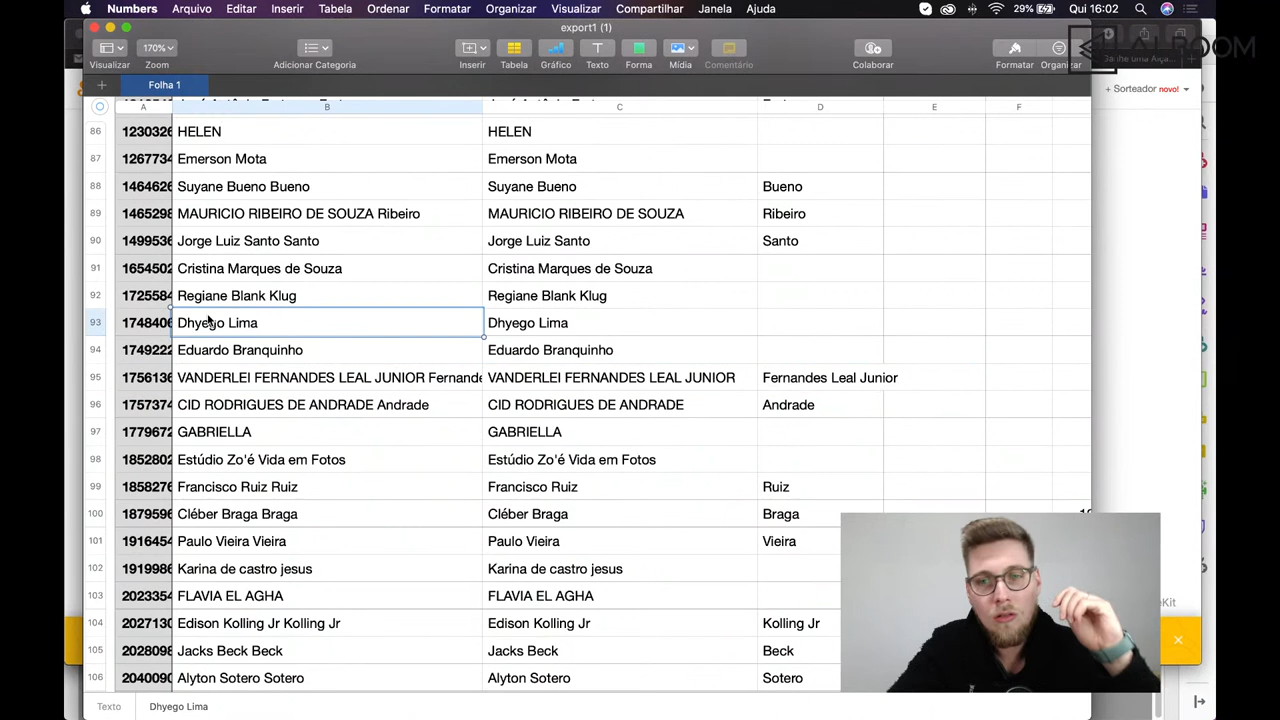 Numbers Arquivo Editar Inserir Tabela Ordenar Formatar Organizar Visualizar Compartilhar Janela Ajuda 29% Qui 16:02
export1 (1)
170%
Visualizar Adicionar Categoria Inserir Tabela Gráfico Texto Forma Mídia Comentário Colaborar Formatar Organizar
Folha 1
+ Sorteador novo!
A B C D E F
86 1230326 HELEN HELEN
87 1267734 Emerson Mota Emerson Mota
88 1464626 Suyane Bueno Bueno Suyane Bueno Bueno
89 1465298 MAURICIO RIBEIRO DE SOUZA Ribeiro MAURICIO RIBEIRO DE SOUZA Ribeiro
90 1499536 Jorge Luiz Santo Santo Jorge Luiz Santo Santo
91 1654502 Cristina Marques de Souza Cristina Marques de Souza
92 1725584 Regiane Blank Klug Regiane Blank Klug
93 1748406 Dhyego Lima Dhyego Lima
94 1749222 Eduardo Branquinho Eduardo Branquinho
95 1756136 VANDERLEI FERNANDES LEAL JUNIOR Fernande VANDERLEI FERNANDES LEAL JUNIOR Fernandes Leal Junior
96 1757374 CID RODRIGUES DE ANDRADE Andrade CID RODRIGUES DE ANDRADE Andrade
97 1779672 GABRIELLA GABRIELLA
98 1852802 Estúdio Zo'é Vida em Fotos Estúdio Zo'é Vida em Fotos
99 1858276 Francisco Ruiz Ruiz Francisco Ruiz Ruiz
100 1879596 Cléber Braga Braga Cléber Braga Braga
101 1916454 Paulo Vieira Vieira Paulo Vieira Vieira
102 1919986 Karina de castro jesus Karina de castro jesus
103 2023354 FLAVIA EL AGHA FLAVIA EL AGHA
104 2027130 Edison Kolling Jr Kolling Jr Edison Kolling Jr Kolling Jr
105 2028098 Jacks Beck Beck Jacks Beck Beck
106 2040090 Alyton Sotero Sotero Alyton Sotero Sotero
Texto Dhyego Lima